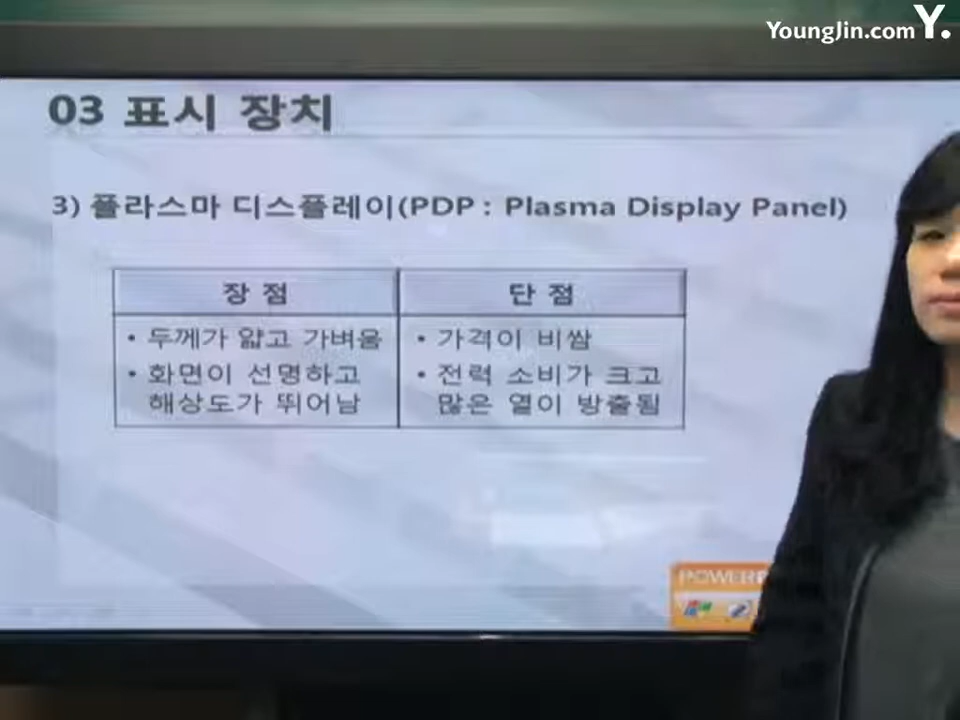 YoungJin.com Y.
03 표시 장치
3) 플라스마 디스플레이(PDP : Plasma Display Panel)
장 점
단 점
• 두께가 얇고 가벼움
• 가격이 비쌈
• 화면이 선명하고
• 전력 소비가 크고
해상도가 뛰어남
많은 열이 방출됨